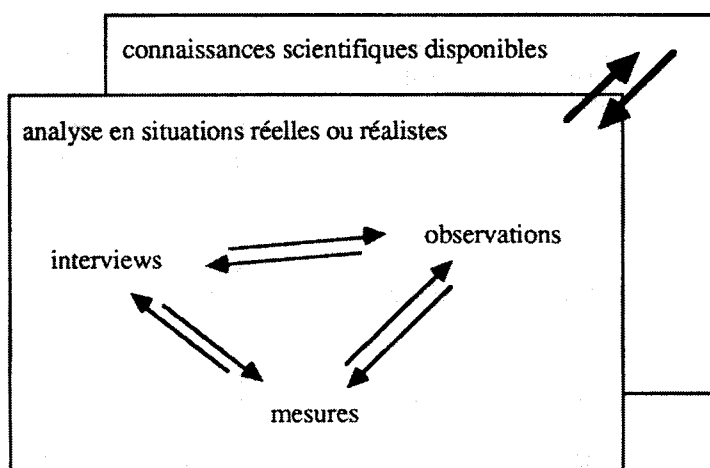 connaissances scientifiques disponibles
analyse en situations réelles ou réalistes
observations
interviews
mesures